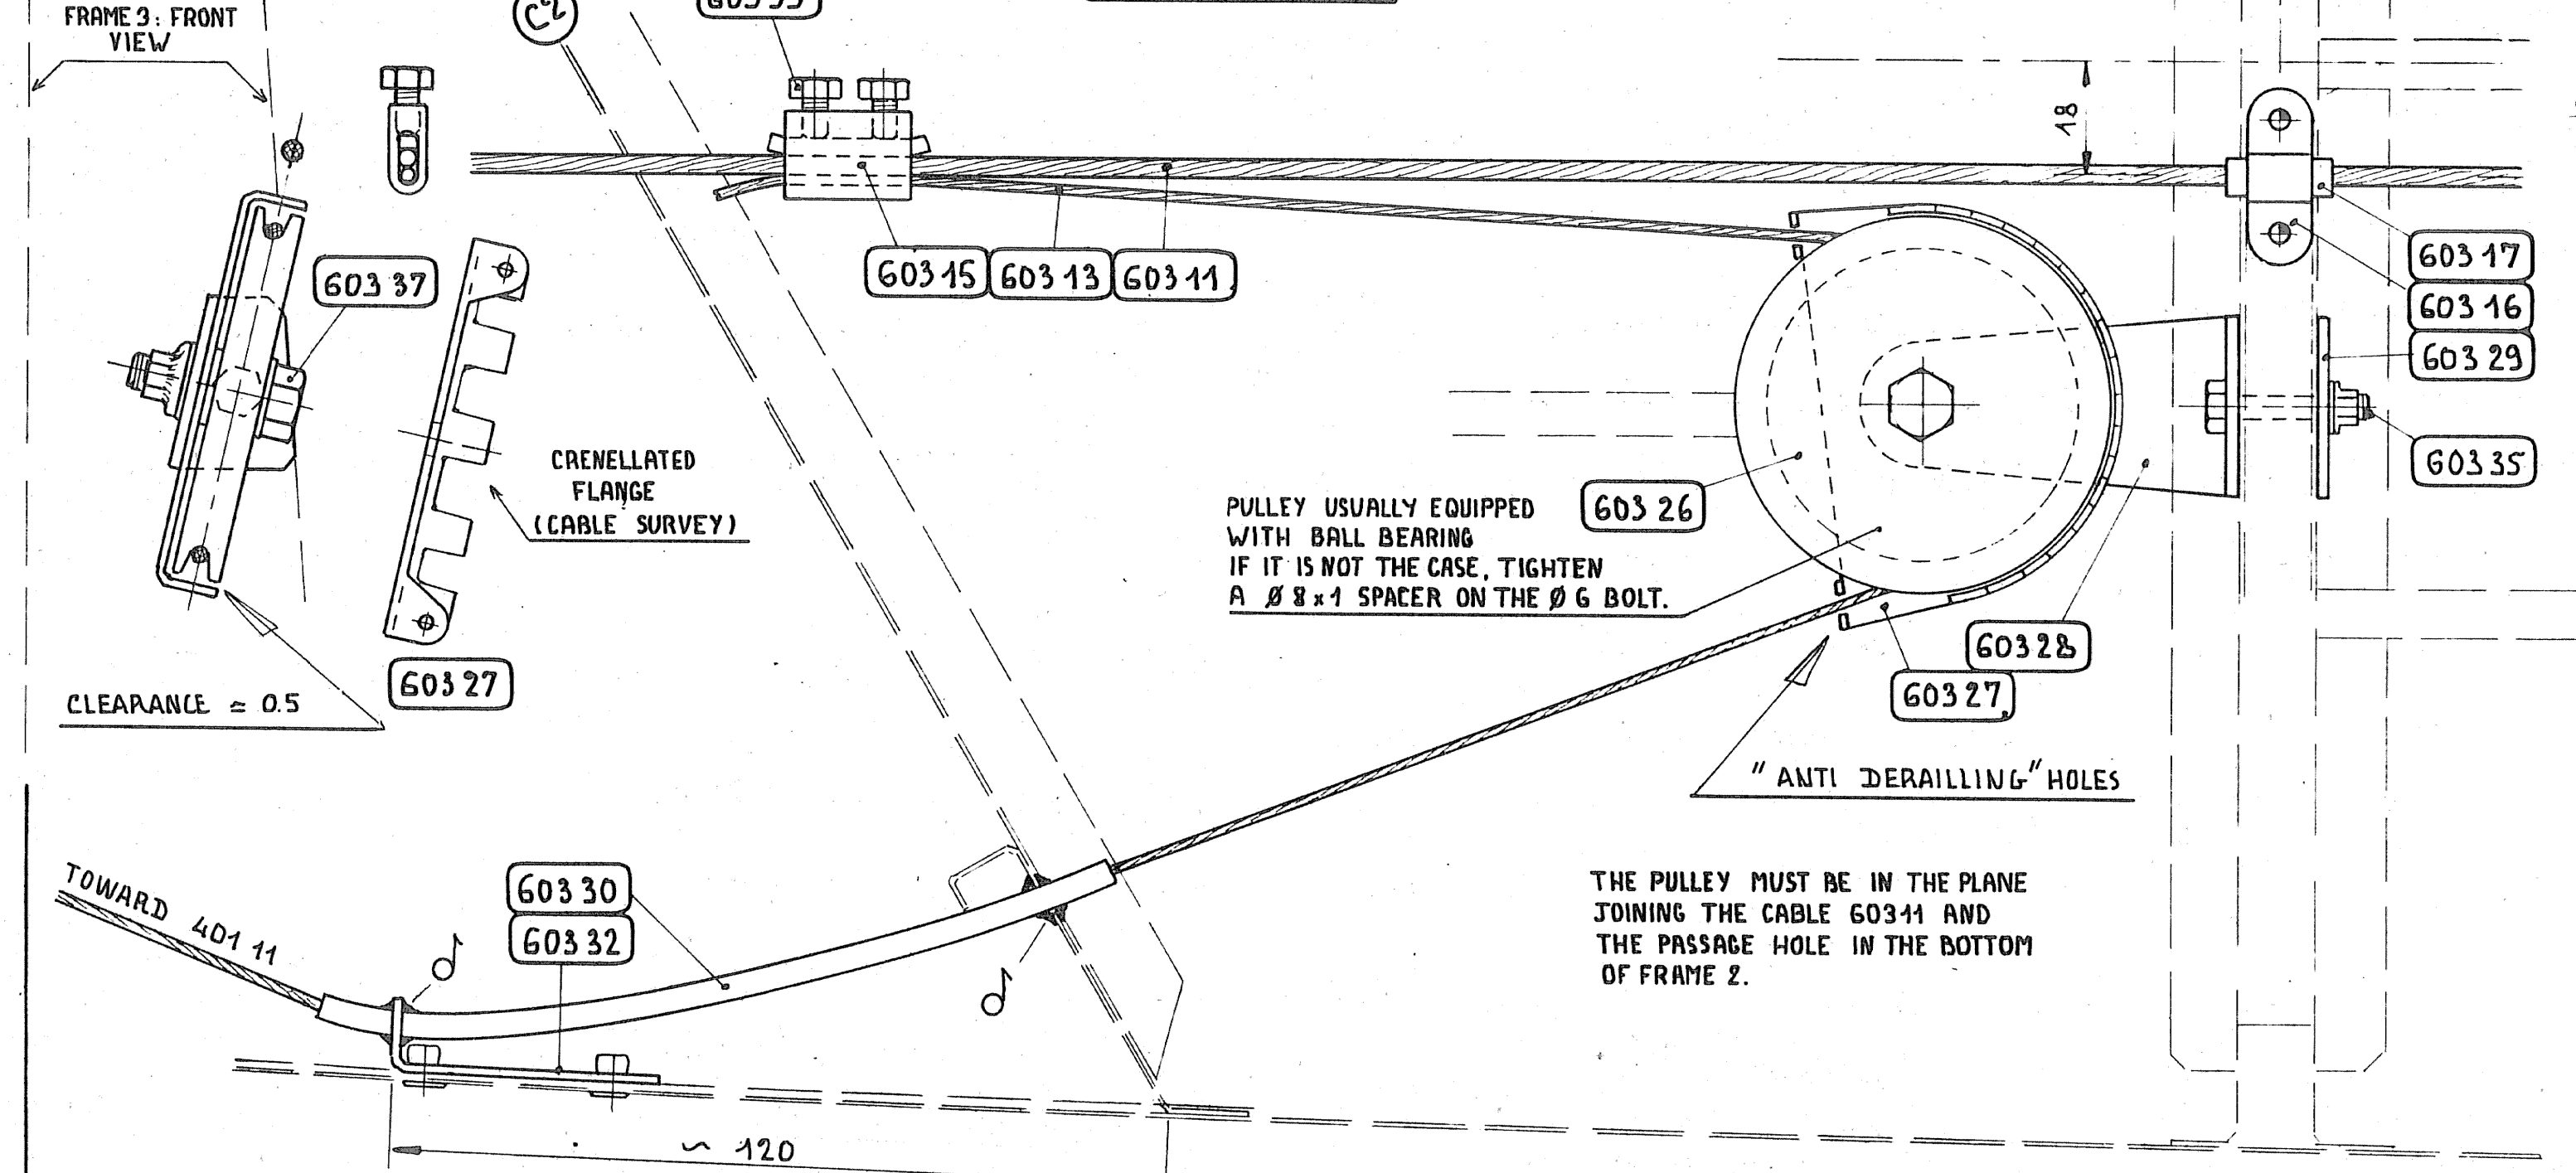 FRAME 3 : FRONT
VIEW
C2
18
603 37
603 15
603 13
603 11
603 17
603 16
603 29
603 35
CRENELLATED
FLANGE
(CABLE SURVEY)
603 26
PULLEY USUALLY EQUIPPED
WITH BALL BEARING
IF IT IS NOT THE CASE, TIGHTEN
A Ø 8 x 1 SPACER ON THE Ø 6 BOLT.
603 28
603 27
603 27
CLEARANCE ≃ 0.5
"ANTI DERAILLING" HOLES
TOWARD 401 11
603 30
603 32
THE PULLEY MUST BE IN THE PLANE
JOINING THE CABLE 60311 AND
THE PASSAGE HOLE IN THE BOTTOM
OF FRAME 2.
~ 120